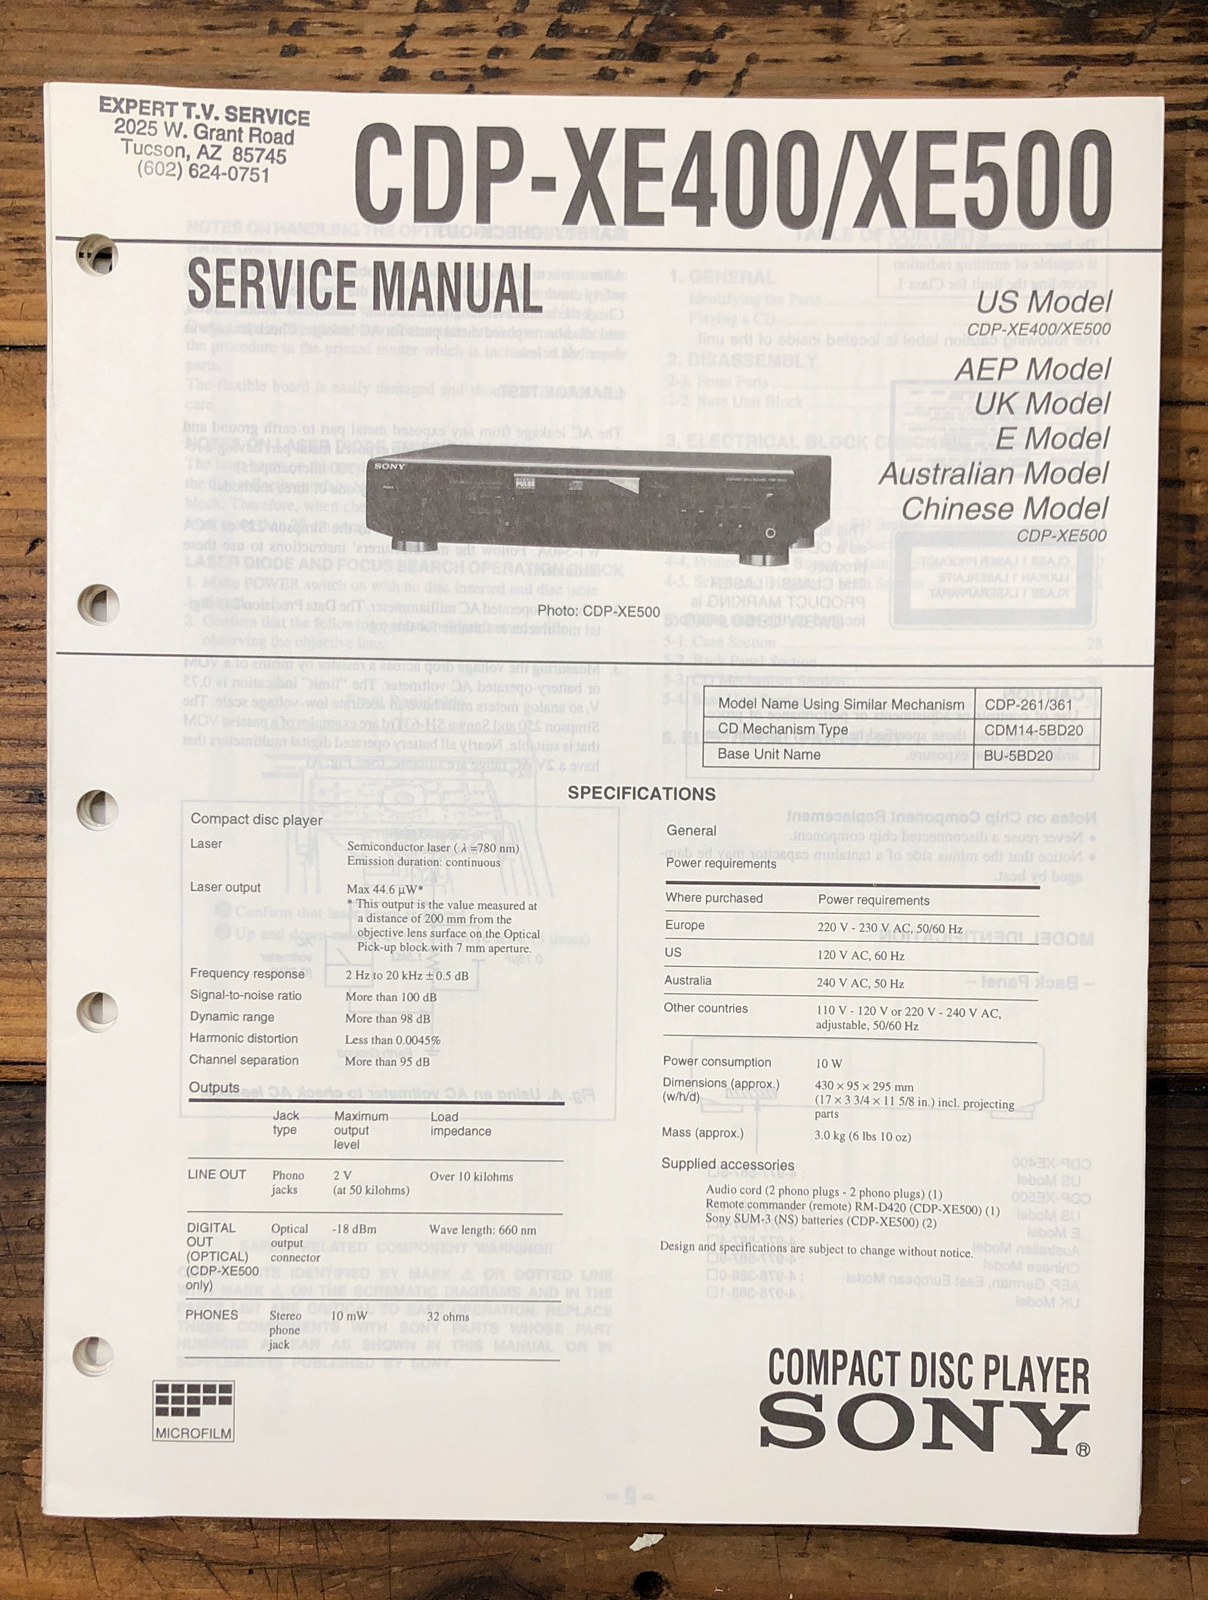 EXPERT T.V. SERVICE
2025 W. Grant Road
Tucson, AZ 85745
(602) 624-0751
CDP-XE400/XE500
SERVICE MANUAL
US Model
CDP-XE400/XE500
AEP Model
UK Model
E Model
Australian Model
Chinese Model
CDP-XE500
SONY
Photo: CDP-XE500
Model Name Using Similar Mechanism CDP-261/361
CD Mechanism Type CDM14-5BD20
Base Unit Name BU-5BD20
SPECIFICATIONS
Compact disc player
Laser Semiconductor laser ( λ =780 nm)
Emission duration: continuous
Laser output Max 44.6 µW*
* This output is the value measured at
a distance of 200 mm from the
objective lens surface on the Optical
Pick-up block with 7 mm aperture.
Frequency response 2 Hz to 20 kHz ± 0.5 dB
Signal-to-noise ratio More than 100 dB
Dynamic range More than 98 dB
Harmonic distortion Less than 0.0045%
Channel separation More than 95 dB
Outputs
Jack type Maximum output level Load impedance
LINE OUT Phono jacks 2 V (at 50 kilohms) Over 10 kilohms
DIGITAL OUT (OPTICAL) (CDP-XE500 only) Optical output connector -18 dBm Wave length: 660 nm
PHONES Stereo phone jack 10 mW 32 ohms
General
Power requirements
Where purchased Power requirements
Europe 220 V - 230 V AC, 50/60 Hz
US 120 V AC, 60 Hz
Australia 240 V AC, 50 Hz
Other countries 110 V - 120 V or 220 V - 240 V AC,
adjustable, 50/60 Hz
Power consumption 10 W
Dimensions (approx.) 430 × 95 × 295 mm
(w/h/d) (17 × 3 3/4 × 11 5/8 in.) incl. projecting
parts
Mass (approx.) 3.0 kg (6 lbs 10 oz)
Supplied accessories
Audio cord (2 phono plugs - 2 phono plugs) (1)
Remote commander (remote) RM-D420 (CDP-XE500) (1)
Sony SUM-3 (NS) batteries (CDP-XE500) (2)
Design and specifications are subject to change without notice.
MICROFILM
COMPACT DISC PLAYER
SONY®